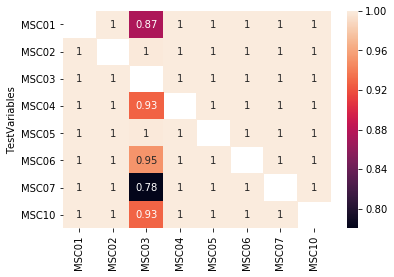 MSC01 1 0.87 1 1 1 1 1
MSC02 1 1 1 1 1 1 1
MSC03 1 1 1 1 1 1 1
MSC04 1 1 0.93 1 1 1 1
MSC05 1 1 1 1 1 1 1
MSC06 1 1 0.95 1 1 1 1
MSC07 1 1 0.78 1 1 1 1
MSC10 1 1 0.93 1 1 1 1
MSC01 MSC02 MSC03 MSC04 MSC05 MSC06 MSC07 MSC10
TestVariables
1.00
0.96
0.92
0.88
0.84
0.80